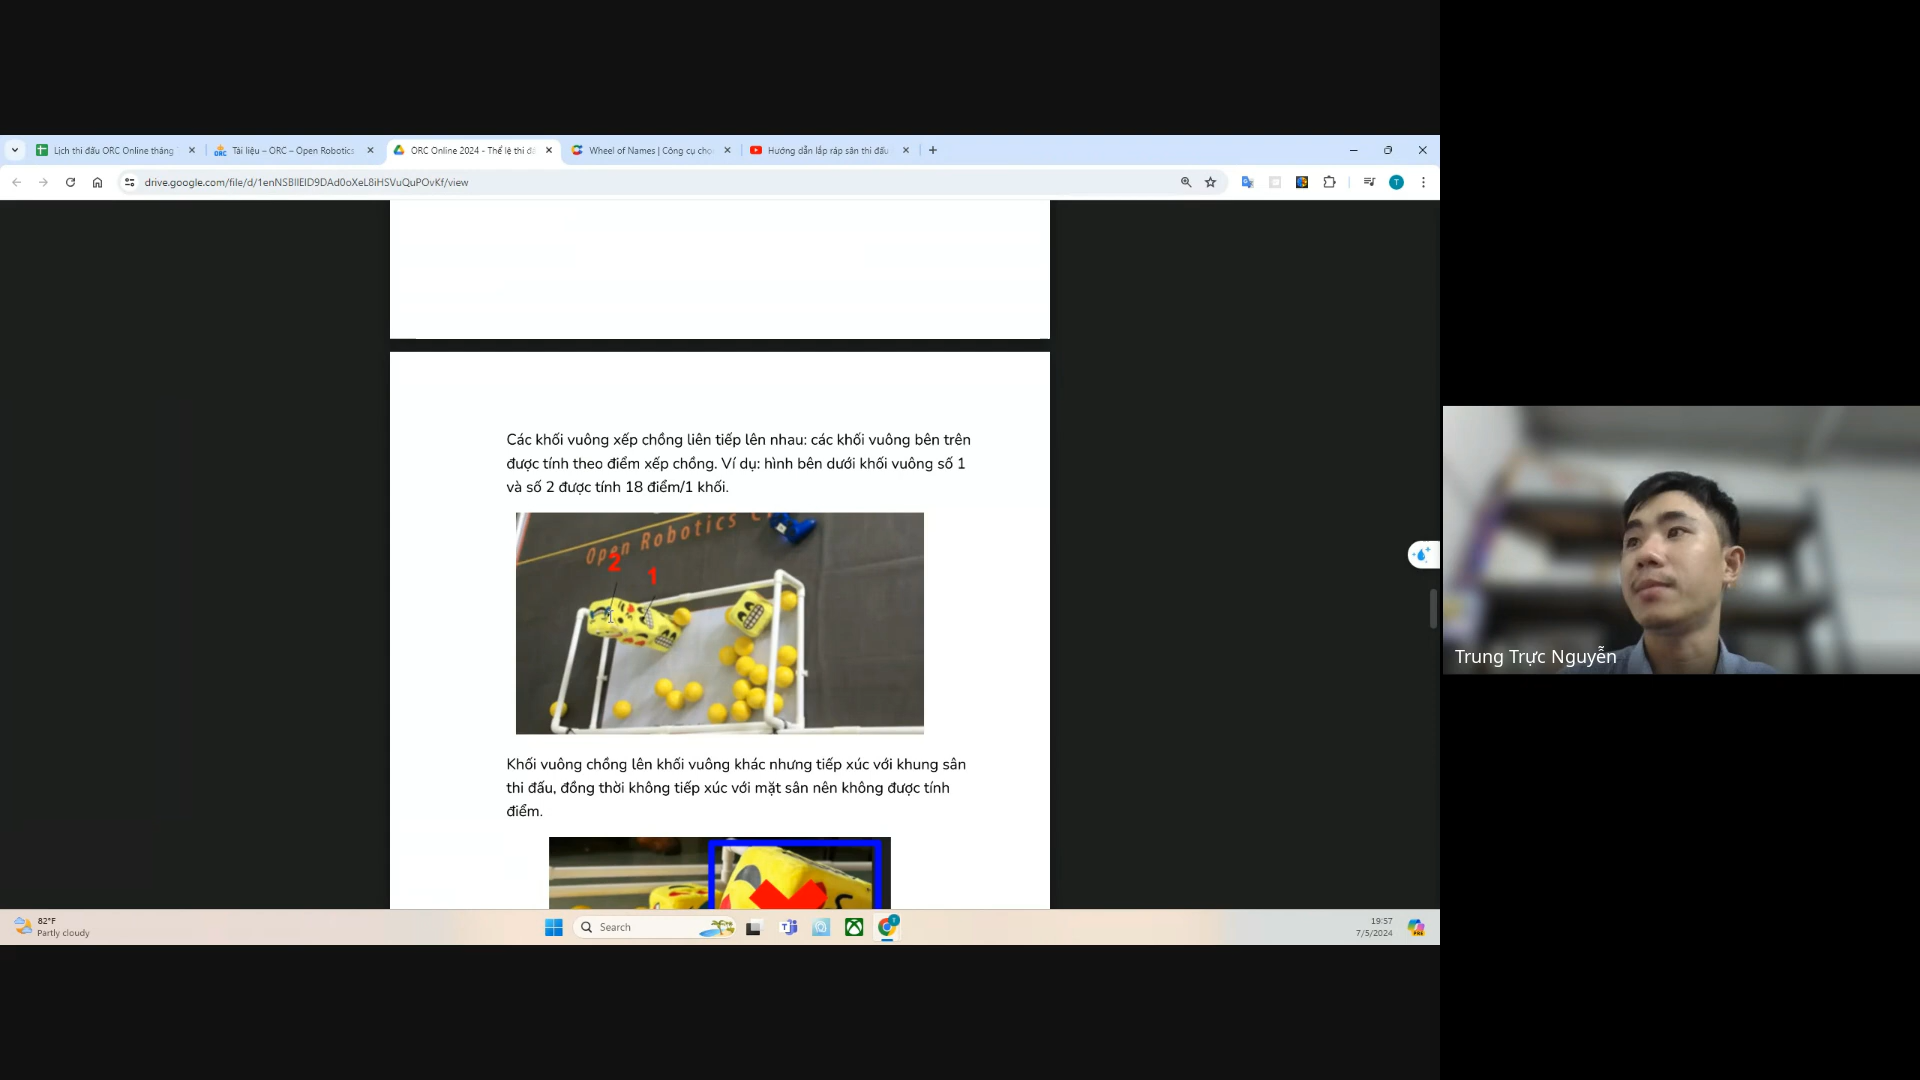 Lịch thi đấu ORC Online tháng
Tài liệu – ORC – Open Robotics
ORC Online 2024 - Thể lệ thi đấ
Wheel of Names | Công cụ cho
Hướng dẫn lắp ráp sân thi đấu
drive.google.com/file/d/1enNSBIIEID9DAd0oXeL8iHSVuQuPOvKf/view
T
Các khối vuông xếp chồng liên tiếp lên nhau: các khối vuông bên trên
được tính theo điểm xếp chồng. Ví dụ: hình bên dưới khối vuông số 1
và số 2 được tính 18 điểm/1 khối.
Open Robotics
2
1
Khối vuông chồng lên khối vuông khác nhưng tiếp xúc với khung sân
thi đấu, đồng thời không tiếp xúc với mặt sân nên không được tính
điểm.
Trung Trực Nguyễn
82°F
Partly cloudy
Search
19:57
7/5/2024